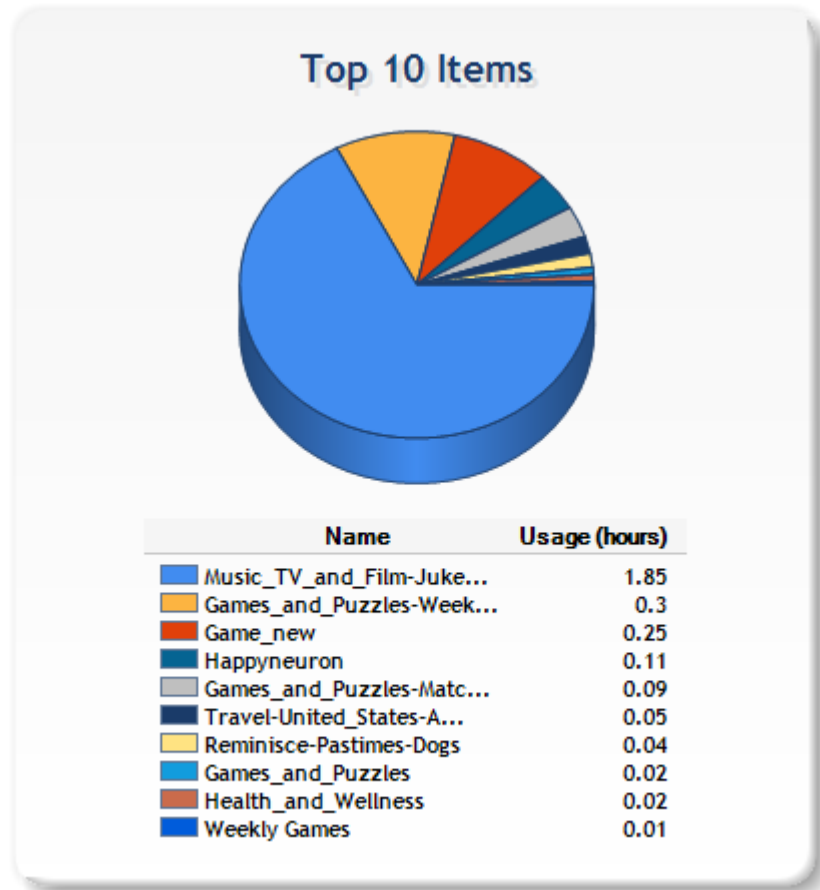 Top 10 Items
Name Usage (hours)
Music_TV_and_Film-Juke... 1.85
Games_and_Puzzles-Week... 0.3
Game_new 0.25
Happyneuron 0.11
Games_and_Puzzles-Matc... 0.09
Travel-United_States-A... 0.05
Reminisce-Pastimes-Dogs 0.04
Games_and_Puzzles 0.02
Health_and_Wellness 0.02
Weekly Games 0.01